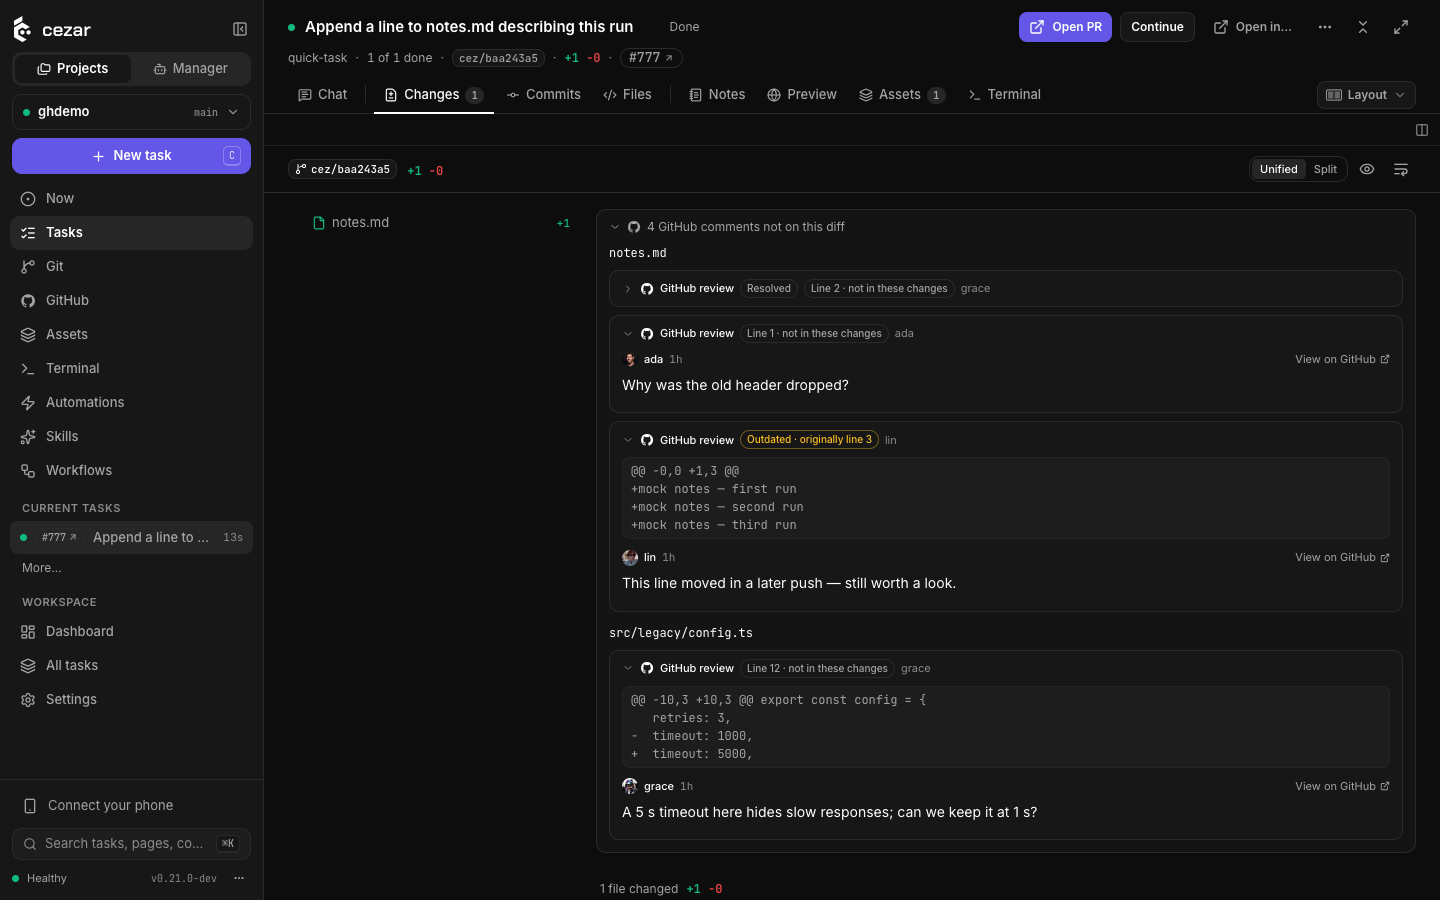 cezar
Projects
Manager
ghdemo
main
New task
C
Now
Tasks
Git
GitHub
Assets
Terminal
Automations
Skills
Workflows
CURRENT TASKS
#777 ↗ Append a line to ... 13s
More...
WORKSPACE
Dashboard
All tasks
Settings
Connect your phone
Search tasks, pages, co... ⌘K
Healthy
v0.21.0-dev
Append a line to notes.md describing this run
Done
Open PR
Continue
Open in...
quick-task · 1 of 1 done · cez/baa243a5 · +1 -0 · #777 ↗
Chat
Changes 1
Commits
Files
Notes
Preview
Assets 1
Terminal
Layout
cez/baa243a5 +1 -0
Unified
Split
notes.md +1
4 GitHub comments not on this diff
notes.md
GitHub review Resolved Line 2 · not in these changes grace
GitHub review Line 1 · not in these changes ada
ada 1h View on GitHub
Why was the old header dropped?
GitHub review Outdated · originally line 3 lin
@@ -0,0 +1,3 @@
+mock notes — first run
+mock notes — second run
+mock notes — third run
lin 1h View on GitHub
This line moved in a later push — still worth a look.
src/legacy/config.ts
GitHub review Line 12 · not in these changes grace
@@ -10,3 +10,3 @@ export const config = {
retries: 3,
- timeout: 1000,
+ timeout: 5000,
grace 1h View on GitHub
A 5 s timeout here hides slow responses; can we keep it at 1 s?
1 file changed +1 -0